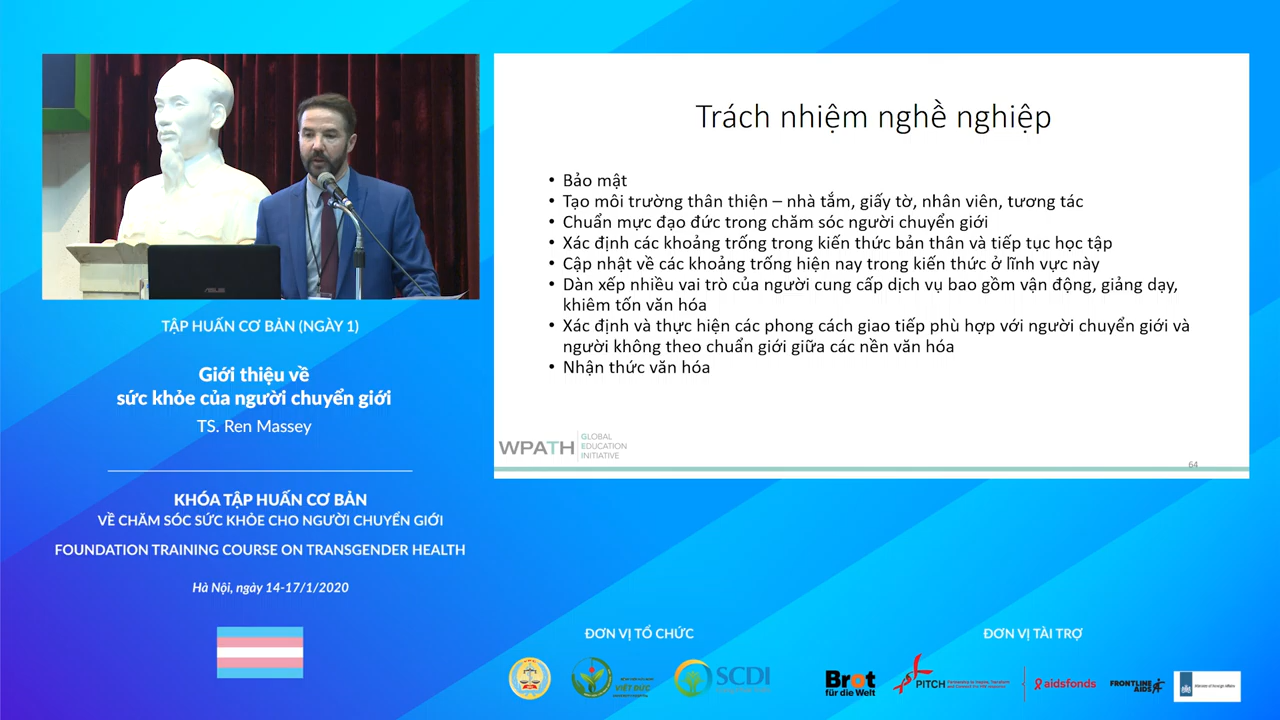 ASUS
TẬP HUẤN CƠ BẢN (NGÀY 1)
Giới thiệu về
sức khỏe của người chuyển giới
TS. Ren Massey
KHÓA TẬP HUẤN CƠ BẢN
VỀ CHĂM SÓC SỨC KHỎE CHO NGƯỜI CHUYỂN GIỚI
FOUNDATION TRAINING COURSE ON TRANSGENDER HEALTH
Hà Nội, ngày 14-17/1/2020
Trách nhiệm nghề nghiệp
• Bảo mật
• Tạo môi trường thân thiện – nhà tắm, giấy tờ, nhân viên, tương tác
• Chuẩn mực đạo đức trong chăm sóc người chuyển giới
• Xác định các khoảng trống trong kiến thức bản thân và tiếp tục học tập
• Cập nhật về các khoảng trống hiện nay trong kiến thức ở lĩnh vực này
• Dàn xếp nhiều vai trò của người cung cấp dịch vụ bao gồm vận động, giảng dạy,
khiêm tốn văn hóa
• Xác định và thực hiện các phong cách giao tiếp phù hợp với người chuyển giới và
người không theo chuẩn giới giữa các nền văn hóa
• Nhận thức văn hóa
WPATH
GLOBAL
EDUCATION
INITIATIVE
64
ĐƠN VỊ TỔ CHỨC
VIỆT ĐỨC
SCDI
ĐƠN VỊ TÀI TRỢ
Brot
für die Welt
PITCH
aidsfonds
FRONTLINE
AIDS